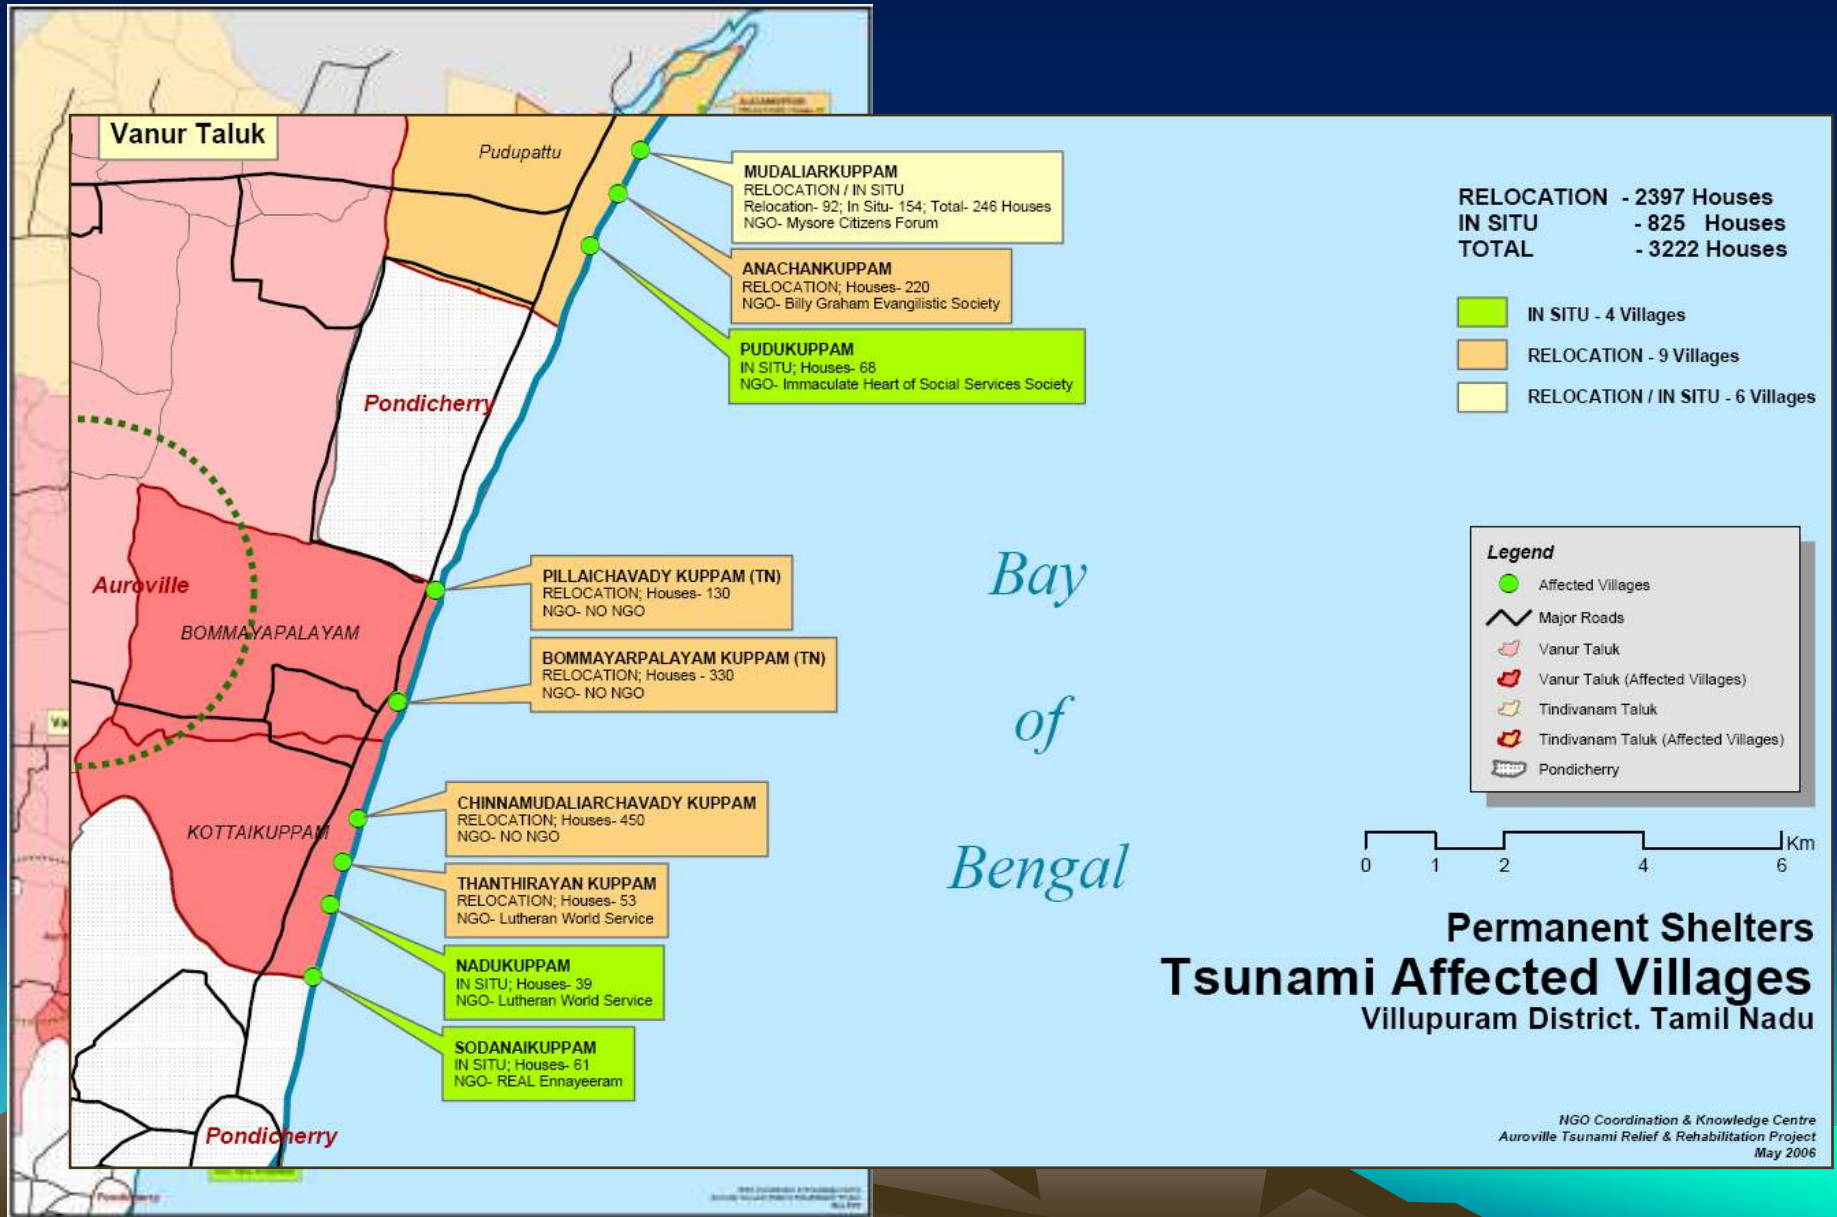 Vanur Taluk
Pudupattu
MUDALIARKUPPAM
RELOCATION / IN SITU
Relocation- 92; In Situ- 154; Total- 246 Houses
NGO- Mysore Citizens Forum
ANACHANKUPPAM
RELOCATION; Houses- 220
NGO- Billy Graham Evangilistic Society
PUDUKUPPAM
IN SITU; Houses- 68
NGO- Immaculate Heart of Social Services Society
RELOCATION - 2397 Houses
IN SITU - 825 Houses
TOTAL - 3222 Houses
IN SITU - 4 Villages
RELOCATION - 9 Villages
RELOCATION / IN SITU - 6 Villages
Pondicherry
Auroville
BOMMAYAPALAYAM
PILLAICHAVADY KUPPAM (TN)
RELOCATION; Houses- 130
NGO- NO NGO
BOMMAYARPALAYAM KUPPAM (TN)
RELOCATION; Houses - 330
NGO- NO NGO
Bay
of
Bengal
Legend
Affected Villages
Major Roads
Vanur Taluk
Vanur Taluk (Affected Villages)
Tindivanam Taluk
Tindivanam Taluk (Affected Villages)
Pondicherry
KOTTAIKUPPAM
CHINNAMUDALIARCHAVADY KUPPAM
RELOCATION; Houses- 450
NGO- NO NGO
THANTHIRAYAN KUPPAM
RELOCATION; Houses- 53
NGO- Lutheran World Service
NADUKUPPAM
IN SITU; Houses- 39
NGO- Lutheran World Service
SODANAIKUPPAM
IN SITU; Houses- 61
NGO- REAL Ennayeeram
Pondicherry
Km
0 1 2 4 6
Permanent Shelters
Tsunami Affected Villages
Villupuram District. Tamil Nadu
NGO Coordination & Knowledge Centre
Auroville Tsunami Relief & Rehabilitation Project
May 2006
Pondicherry